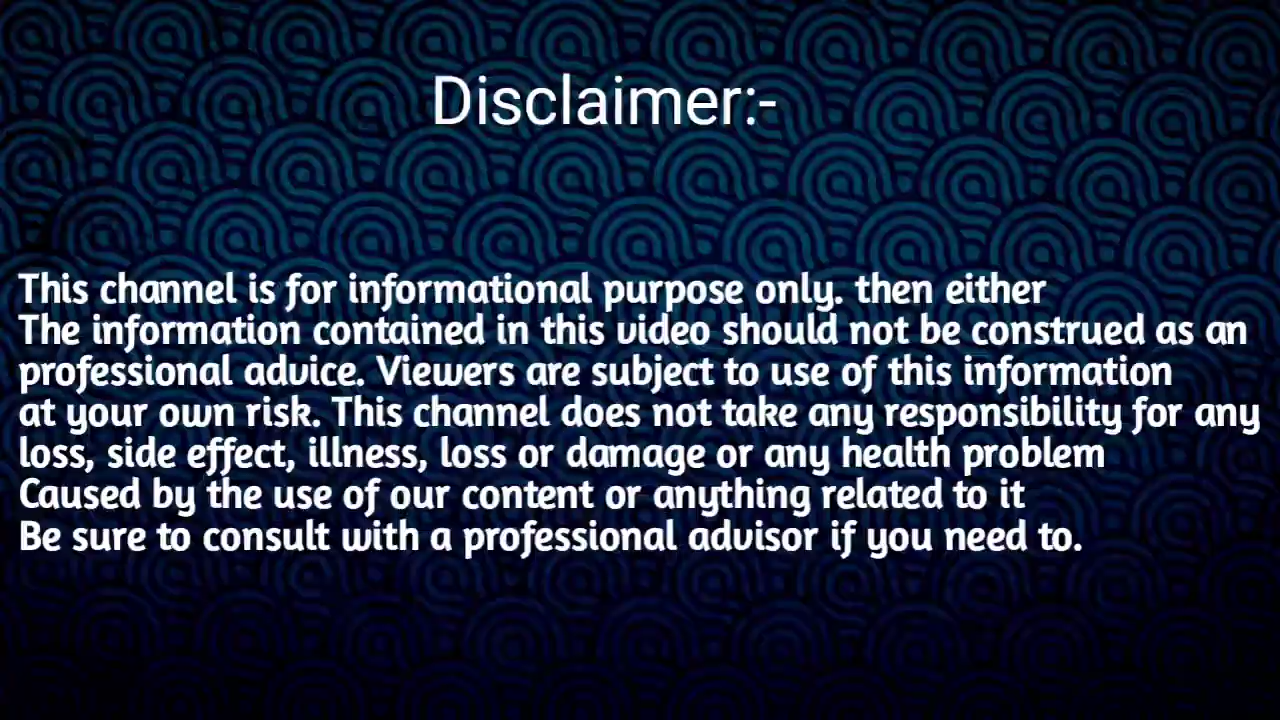 Disclaimer:-
This channel is for informational purpose only. then either
The information contained in this video should not be construed as an
professional advice. Viewers are subject to use of this information
at your own risk. This channel does not take any responsibility for any
loss, side effect, illness, loss or damage or any health problem
Caused by the use of our content or anything related to it
Be sure to consult with a professional advisor if you need to.